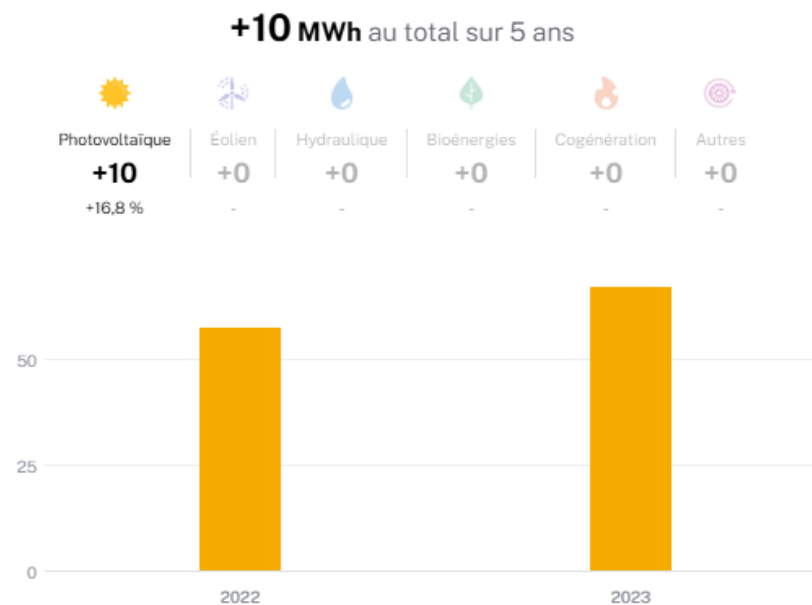 +10 MWh au total sur 5 ans
Photovoltaïque Éolien Hydraulique Bioénergies Cogénération Autres
+10 +0 +0 +0 +0 +0
+16,8 % - - - - -
50
25
0
2022 2023